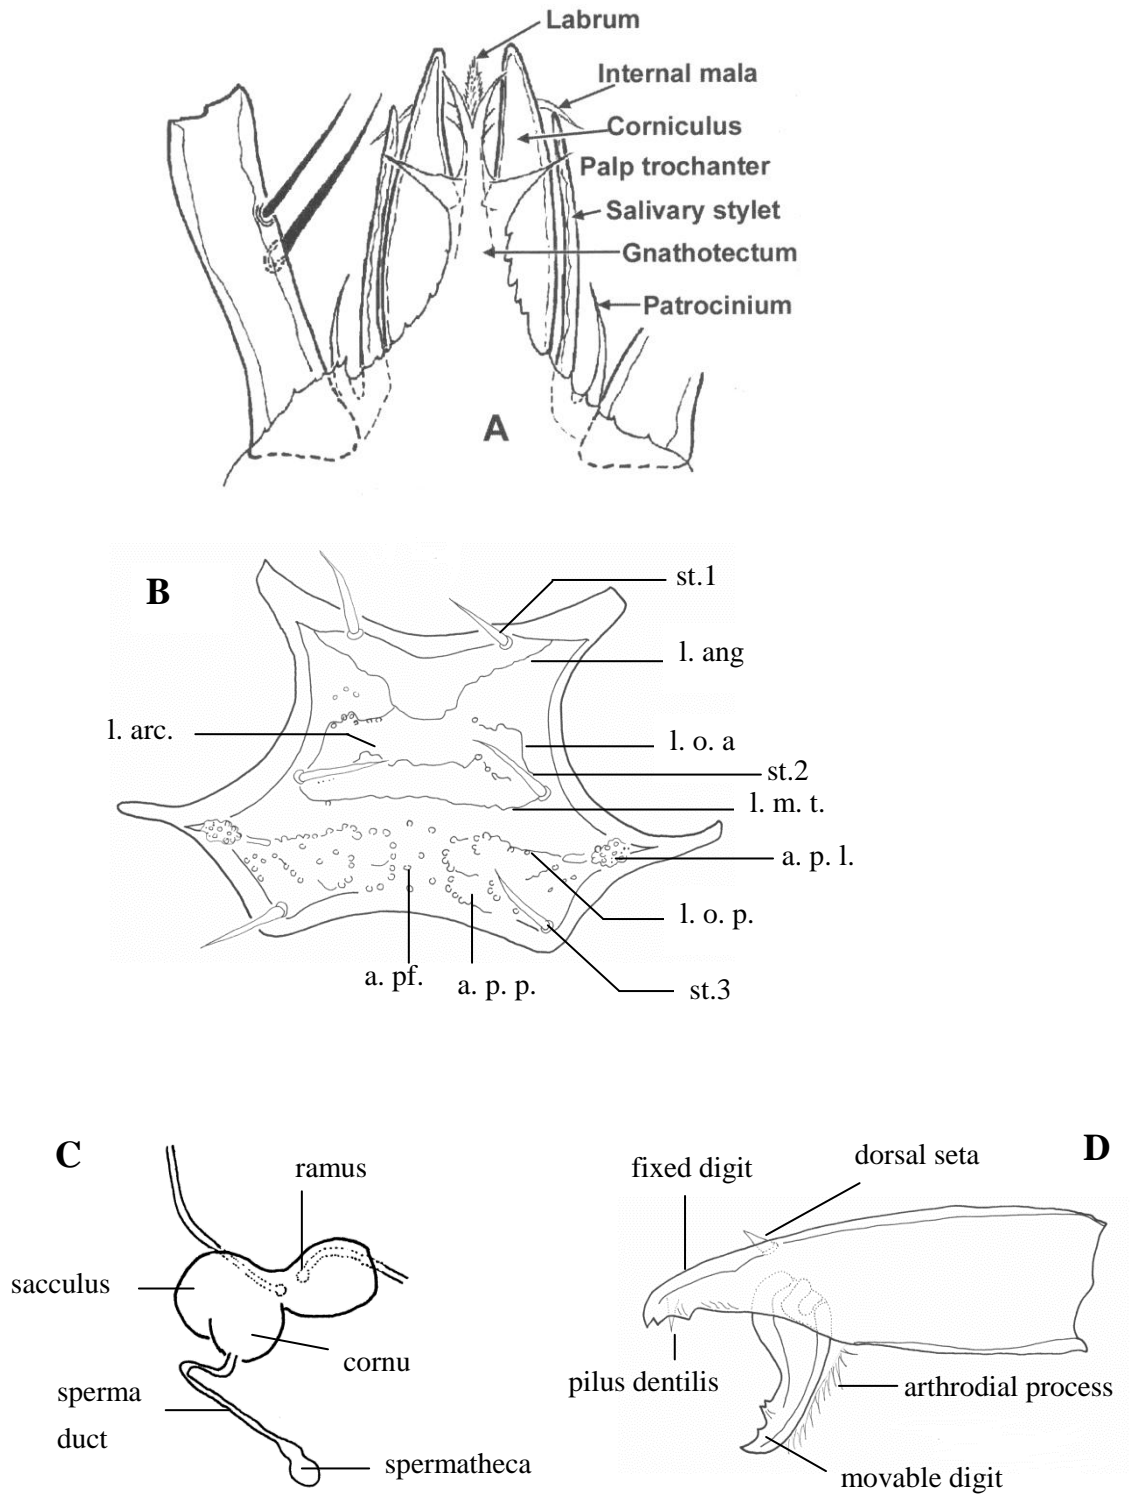 Labrum
Internal mala
Corniculus
Palp trochanter
Salivary stylet
Gnathotectum
Patrocinium
A
B
st.1
l. ang
l. arc.
l. o. a
st.2
l. m. t.
a. p. l.
l. o. p.
a. pf.
a. p. p.
st.3
C
ramus
sacculus
cornu
sperma
duct
spermatheca
D
dorsal seta
fixed digit
pilus dentilis
arthrodial process
movable digit